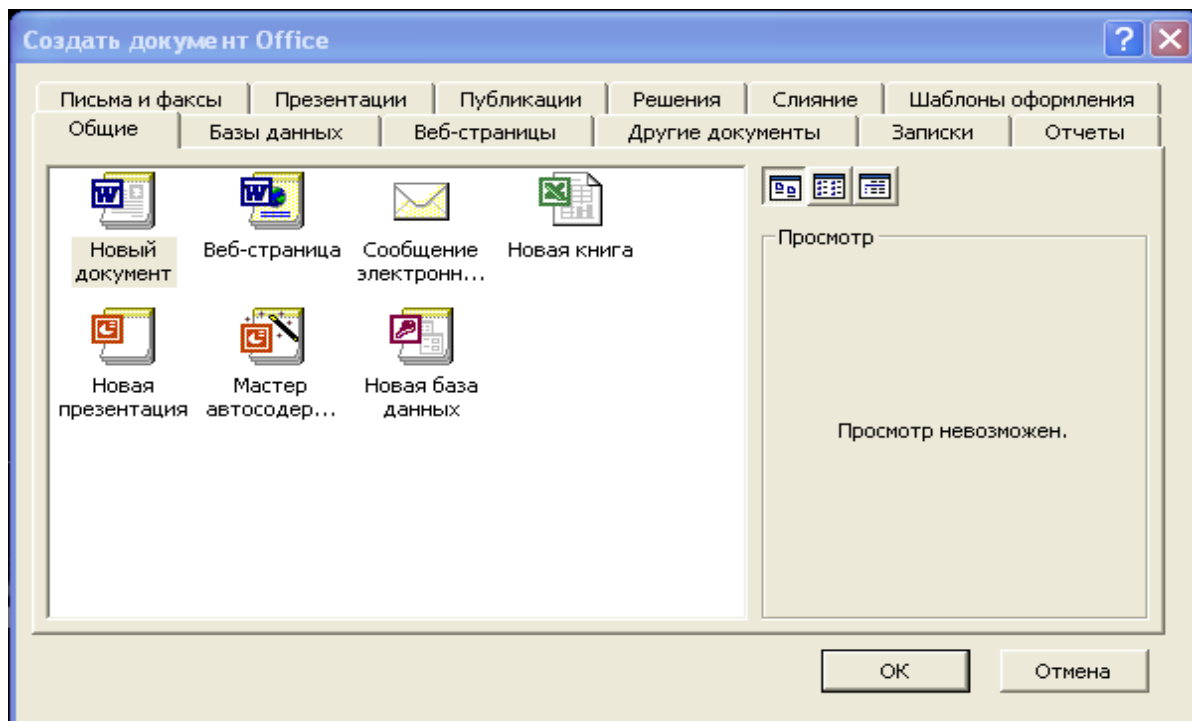 Создать документ Office
Письма и факсы Презентации Публикации Решения Слияние Шаблоны оформления
Общие Базы данных Веб-страницы Другие документы Записки Отчеты
Новый
документ
Веб-страница
Сообщение
электронн...
Новая книга
Новая
презентация
Мастер
автосодер...
Новая база
данных
Просмотр
Просмотр невозможен.
ОК Отмена